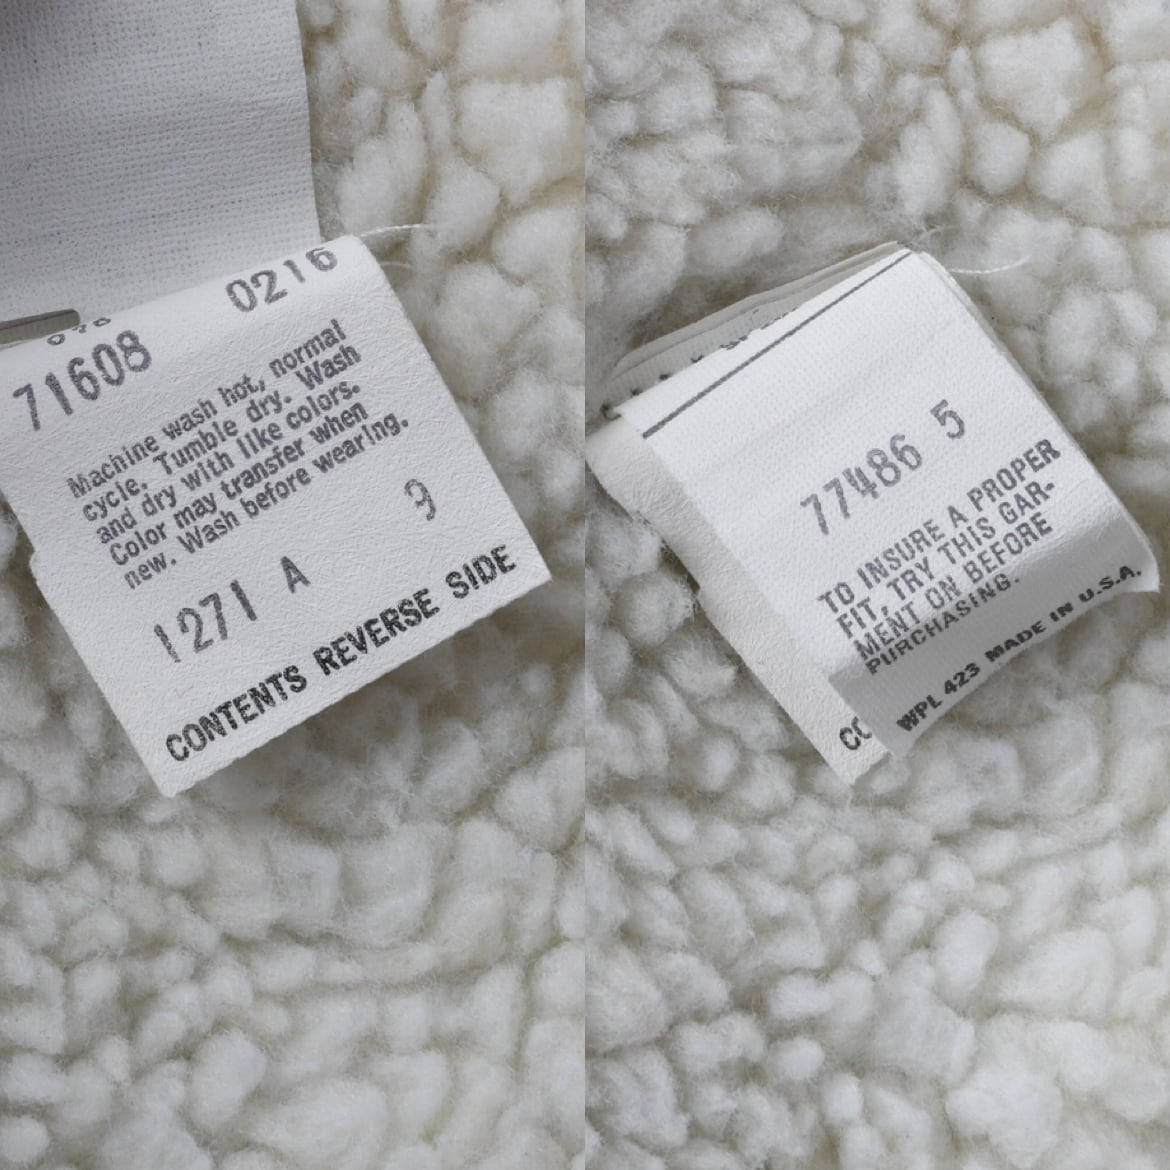 71608 0216
Machine wash hot, normal
cycle. Tumble dry. Wash
and dry with like colors.
Color may transfer when
new. Wash before wearing.
9
1271 A
CONTENTS REVERSE SIDE
77486 5
TO INSURE A PROPER
FIT, TRY THIS GAR-
MENT ON BEFORE
PURCHASING.
WPL 423 MADE IN U.S.A.
CO